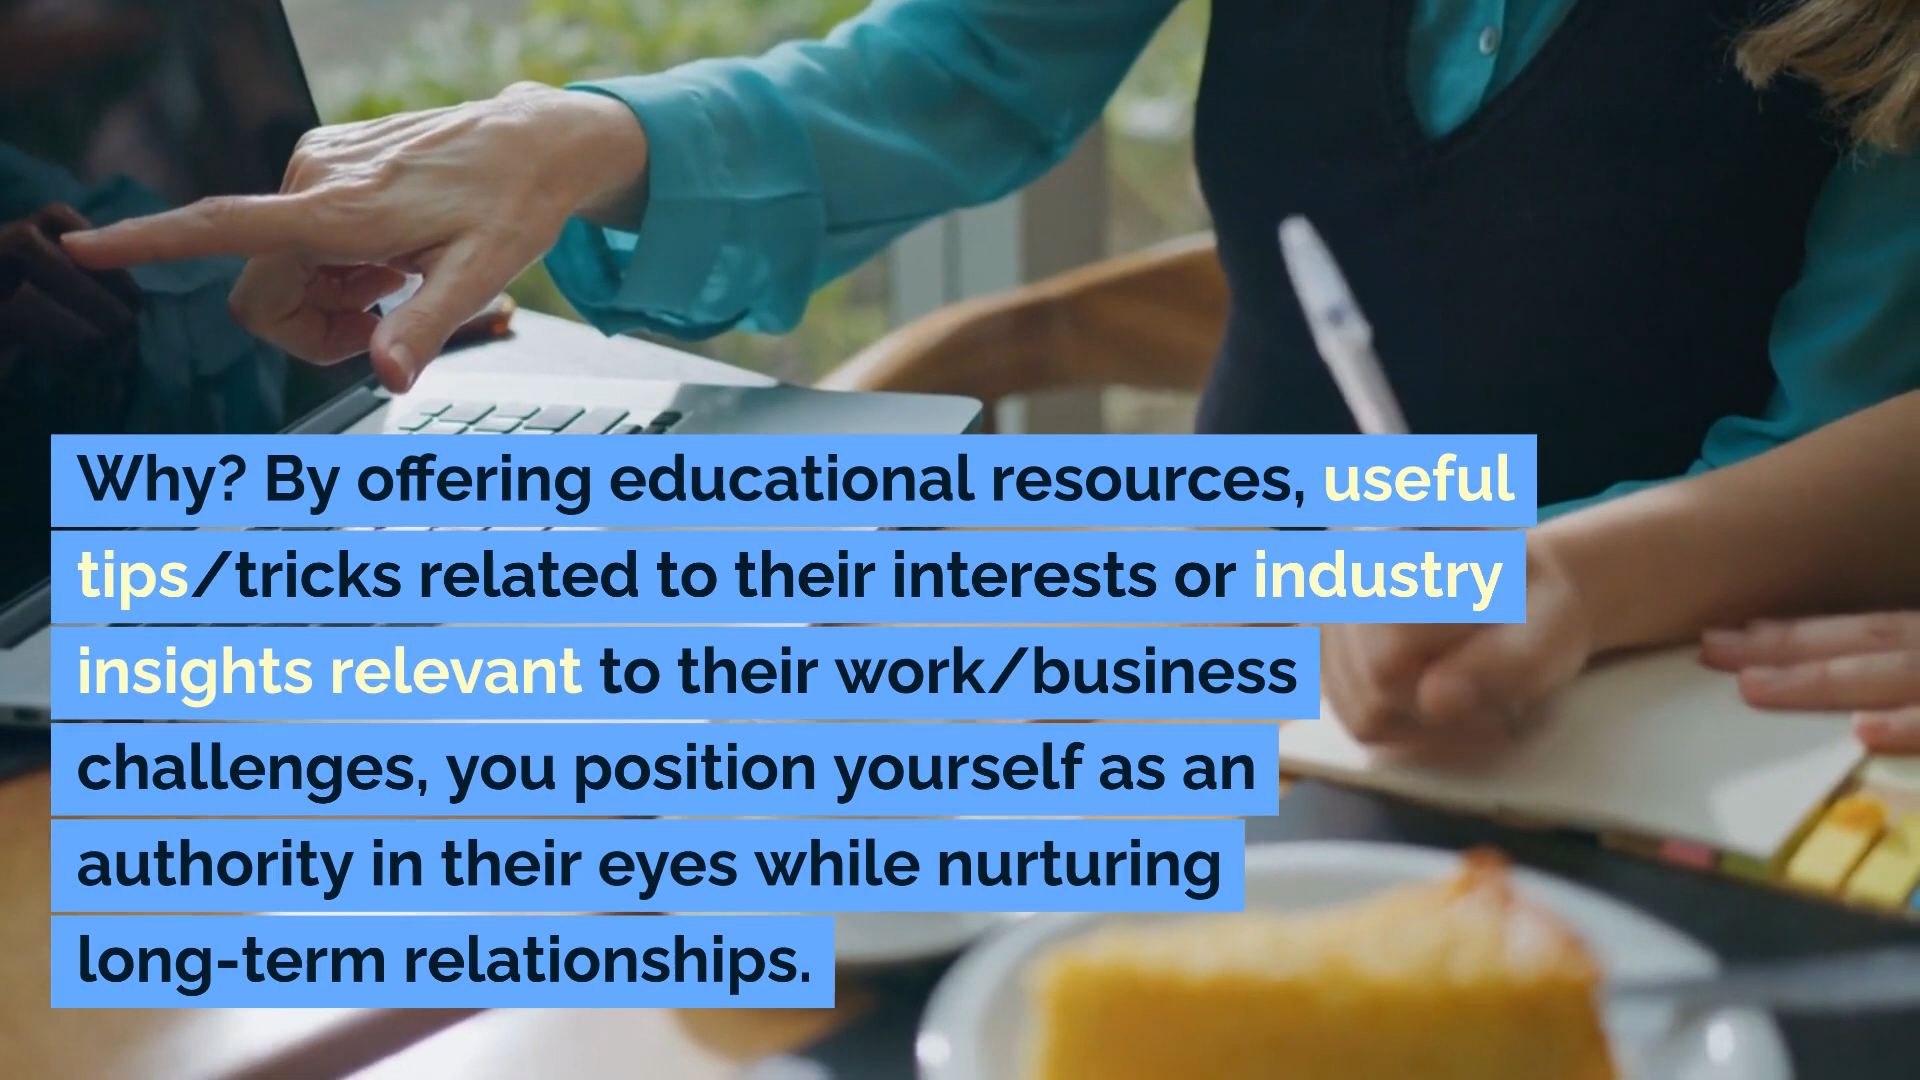 Why? By offering educational resources, useful
tips/tricks related to their interests or industry
insights relevant to their work/business
challenges, you position yourself as an
authority in their eyes while nurturing
long-term relationships.